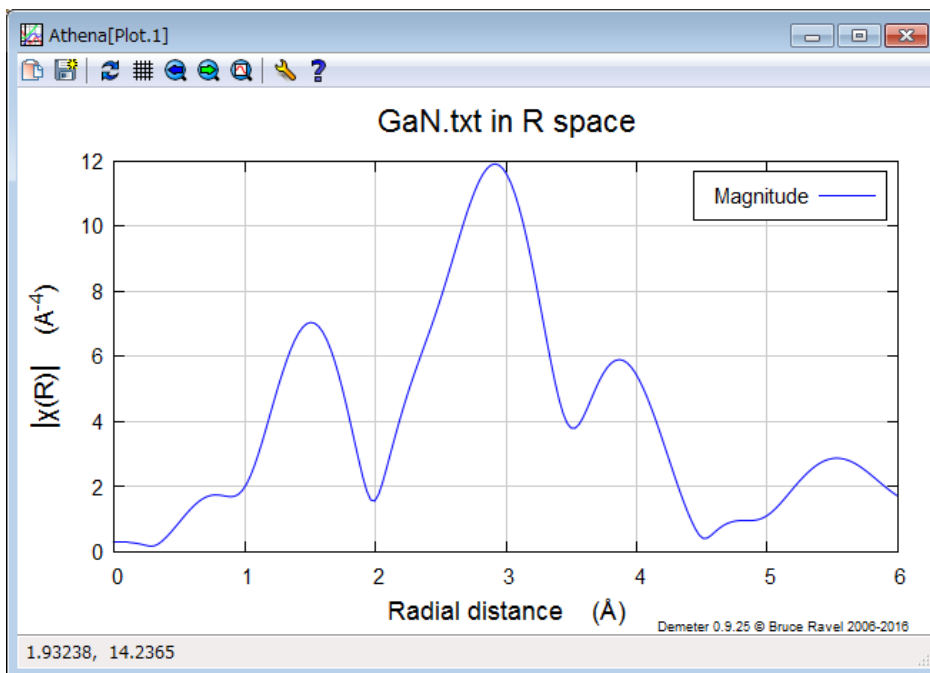 Athena[Plot.1]
GaN.txt in R space
Magnitude
|χ(R)| (A⁻⁴)
12
10
8
6
4
2
0
0 1 2 3 4 5 6
Radial distance (Å)
Demeter 0.9.25 © Bruce Ravel 2006-2016
1.93238, 14.2365